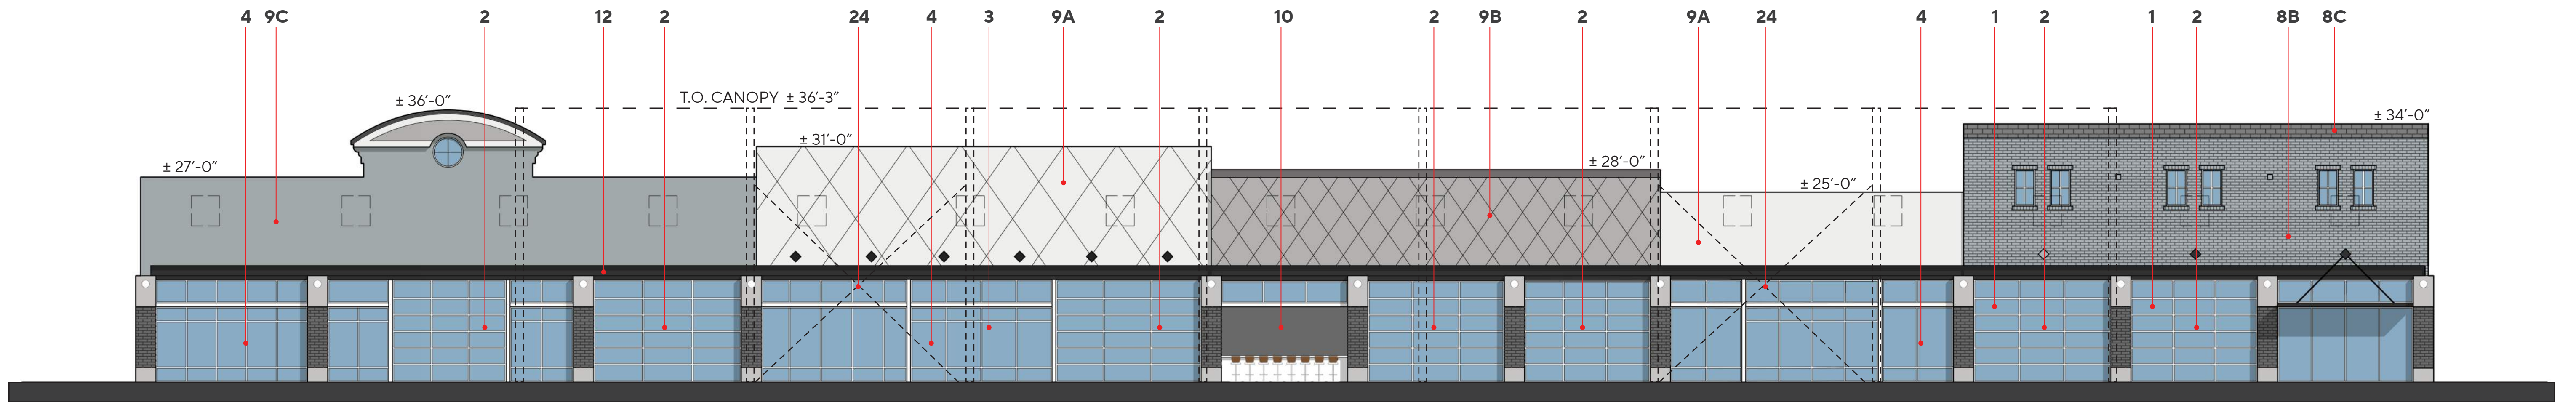 4 9C 2 12 2 24 4 3 9A 2 10 2 9B 2 9A 24 4 1 2 1 2 8B 8C
T.O. CANOPY ± 36’-0” ± 36’-3”
± 34’-0”
± 31’-0”
± 27’-0”
± 28’-0”
± 25’-0”